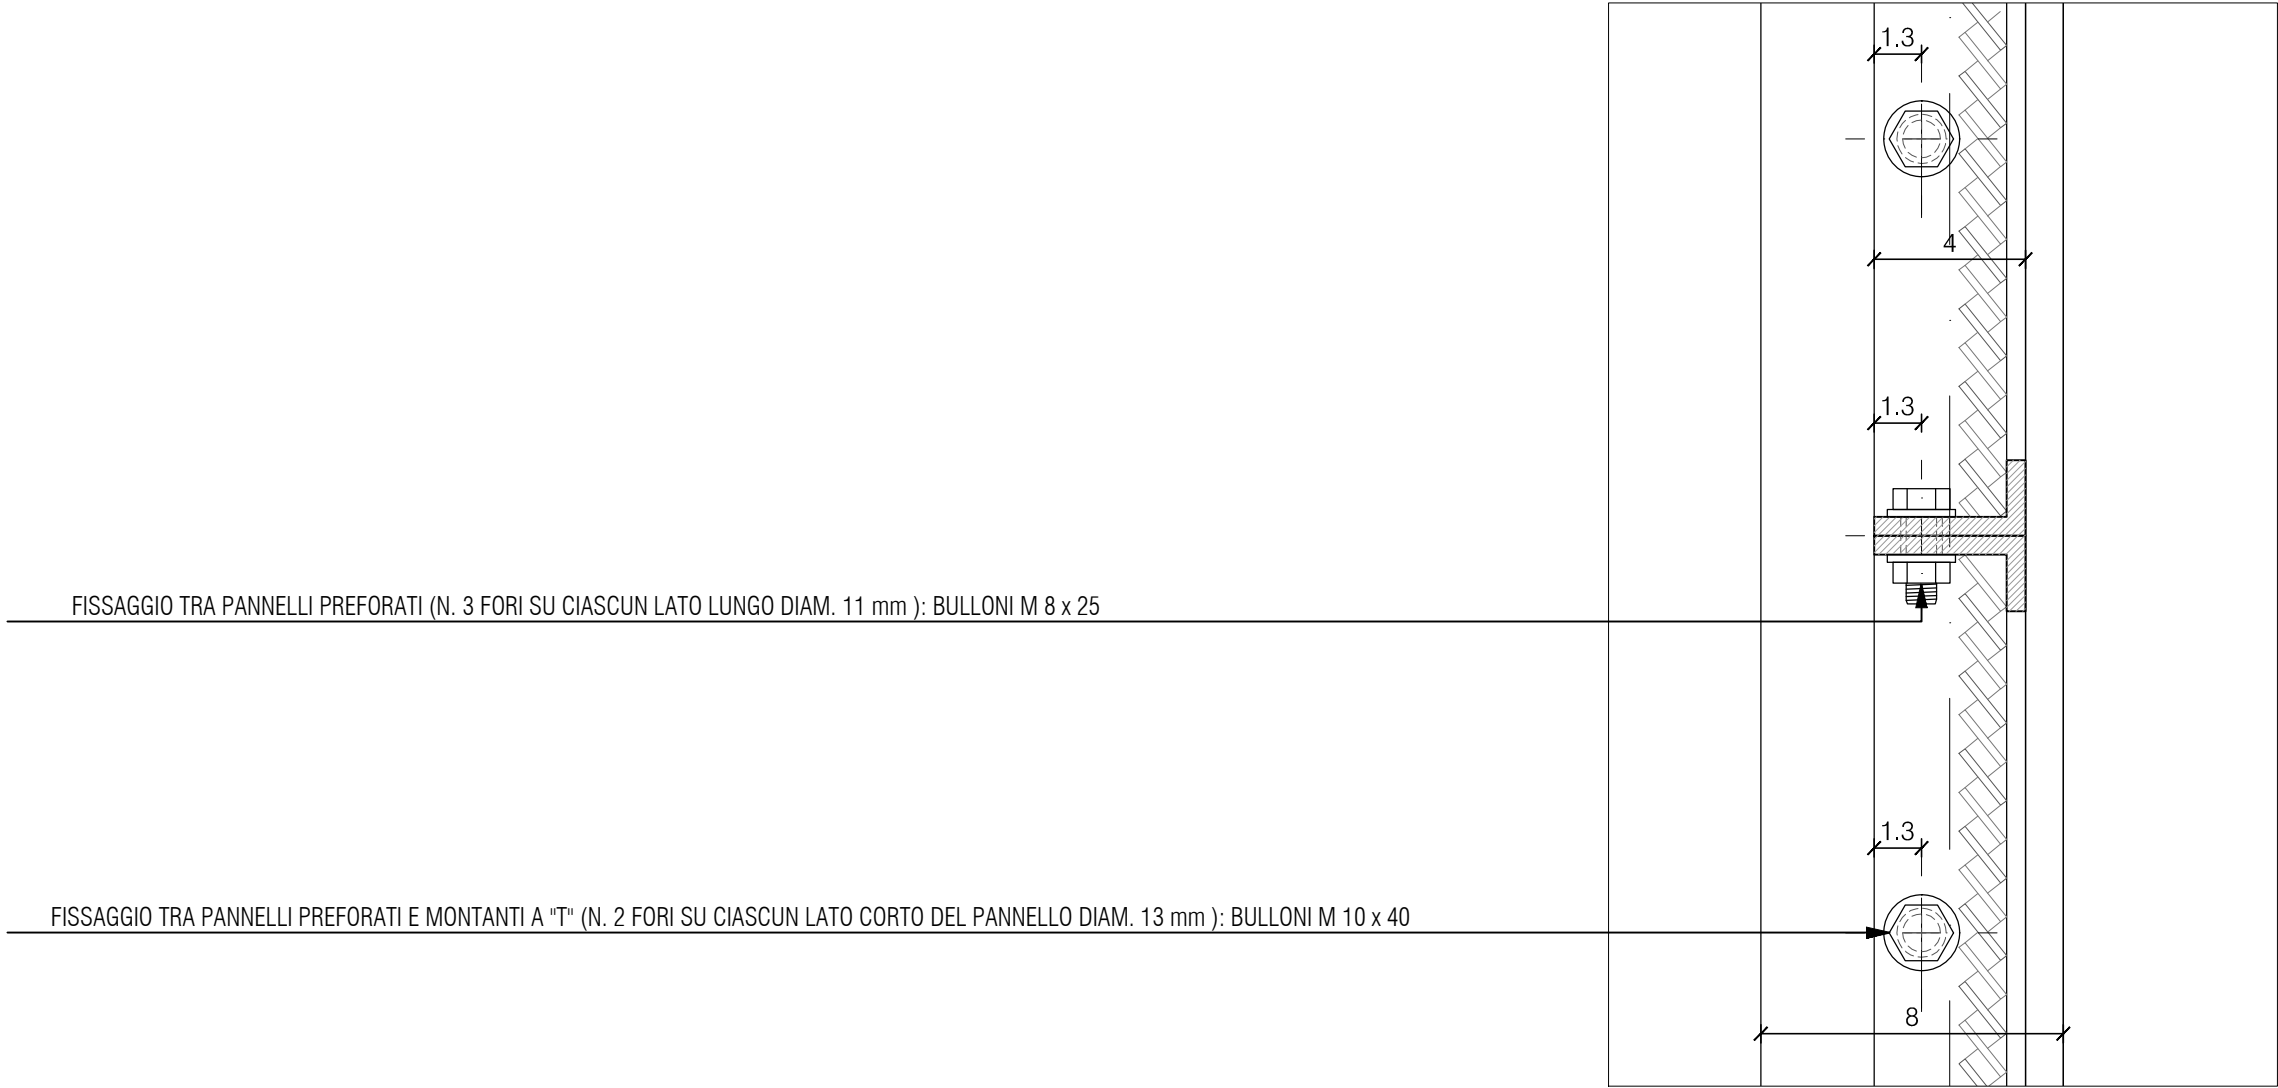 1.3
4
1.3
FISSAGGIO TRA PANNELLI PREFORATI (N. 3 FORI SU CIASCUN LATO LUNGO DIAM. 11 mm ): BULLONI M 8 x 25
1.3
FISSAGGIO TRA PANNELLI PREFORATI E MONTANTI A "T" (N. 2 FORI SU CIASCUN LATO CORTO DEL PANNELLO DIAM. 13 mm ): BULLONI M 10 x 40
8